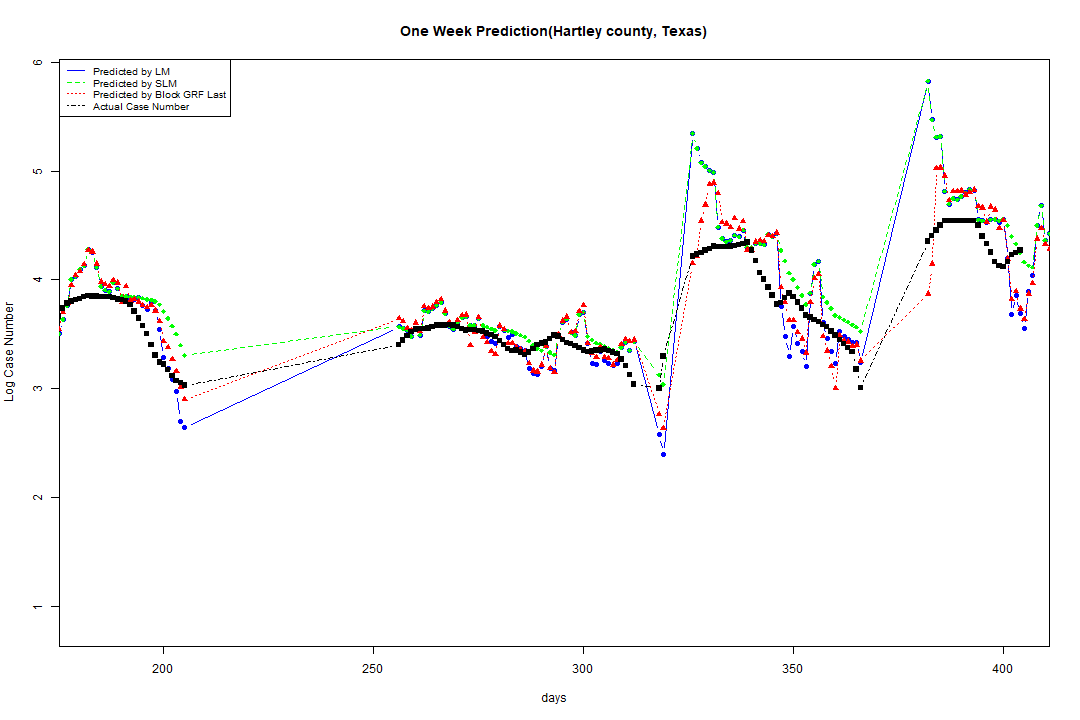 One Week Prediction(Hartley county, Texas)
Predicted by LM
Predicted by SLM
Predicted by Block GRF Last
Actual Case Number
Log Case Number
6
5
4
3
2
1
200
250
300
350
400
days